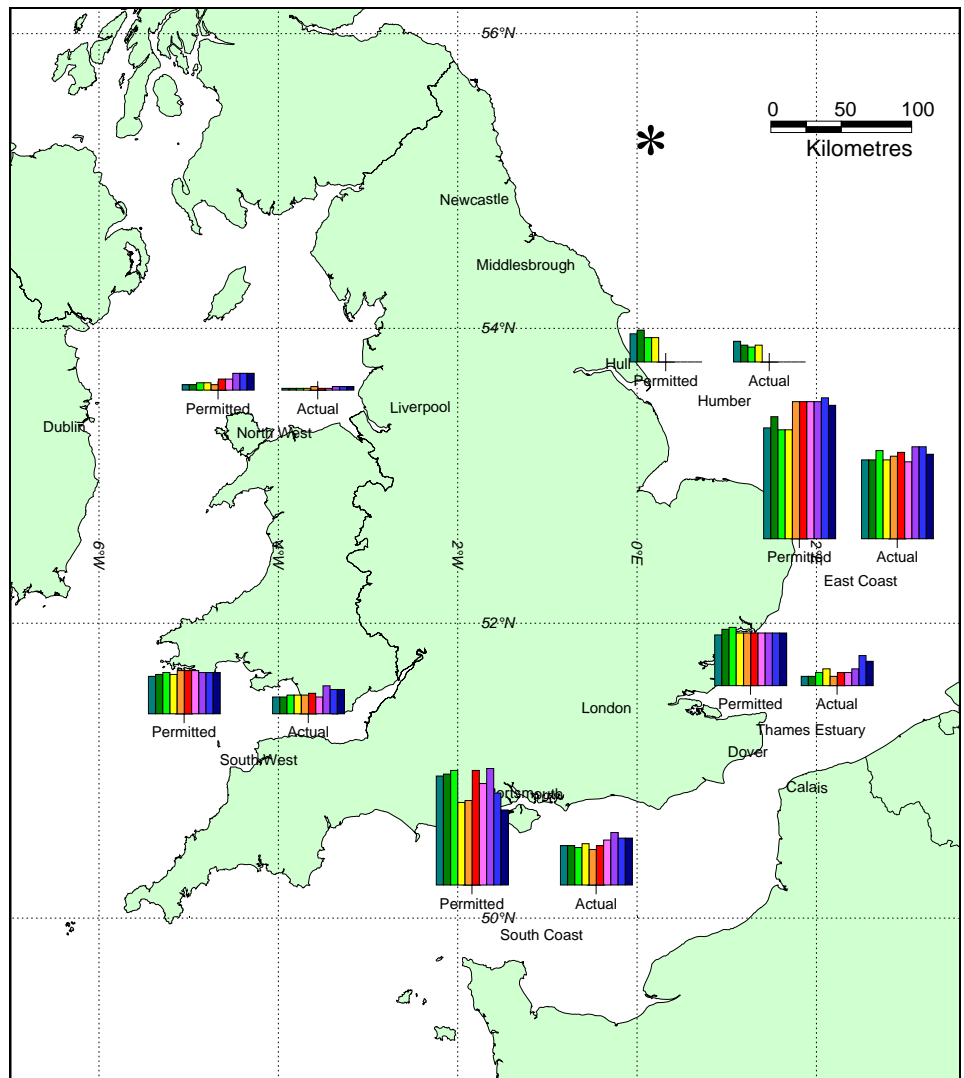 56°N
0 50 100
Kilometres
*
Newcastle
Middlesbrough
54°N
Hull
Permitted
Actual
Humber
Permitted
Actual
North West
Liverpool
Dublin
6°W
4°W
2°W
0°E
Permitted
Actual
East Coast
52°N
Permitted
Actual
Thames Estuary
London
Dover
Permitted
Actual
South West
Calais
Permitted
Actual
South Coast
50°N